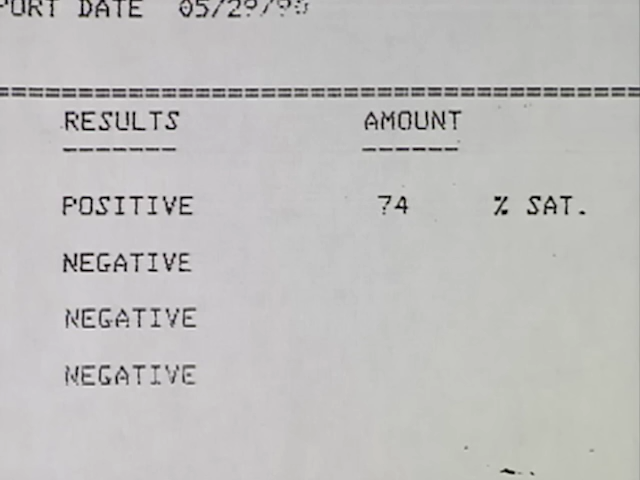 PORT DATE
=====================================================
RESULTS AMOUNT
------- ------
POSITIVE 74 % SAT.
NEGATIVE
NEGATIVE
NEGATIVE